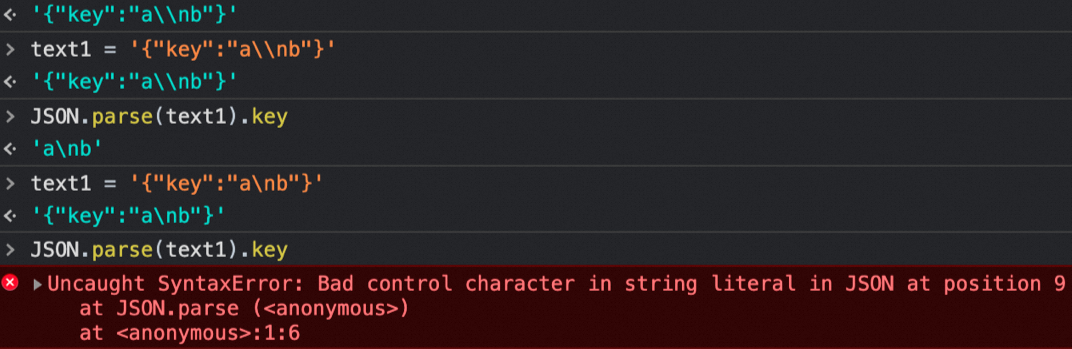 '{"key":"a\\nb"}'
text1 = '{"key":"a\\nb"}'
'{"key":"a\\nb"}'
JSON.parse(text1).key
'a\nb'
text1 = '{"key":"a\nb"}'
'{"key":"a\nb"}'
JSON.parse(text1).key
Uncaught SyntaxError: Bad control character in string literal in JSON at position 9
at JSON.parse (<anonymous>)
at <anonymous>:1:6